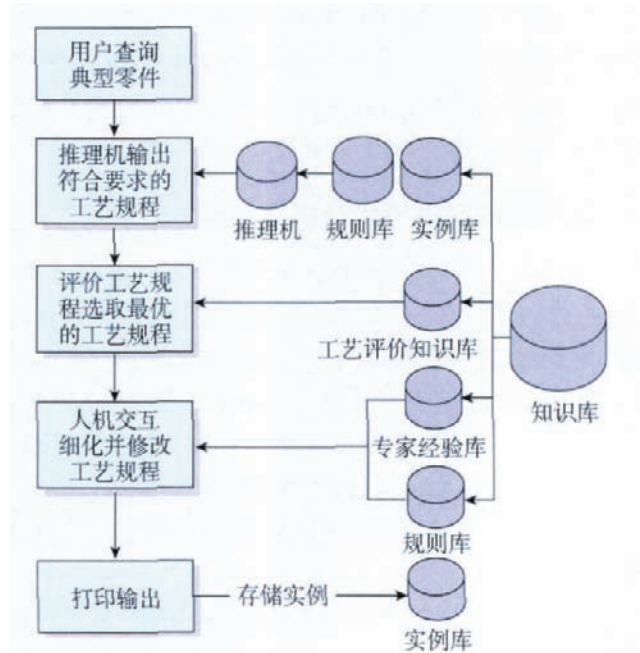 用户查询
典型零件
推理机输出
符合要求的
工艺规程
推理机
规则库
实例库
评价工艺规
程选取最优
的工艺规程
工艺评价知识库
知识库
人机交互
细化并修改
工艺规程
专家经验库
规则库
打印输出
存储实例
实例库